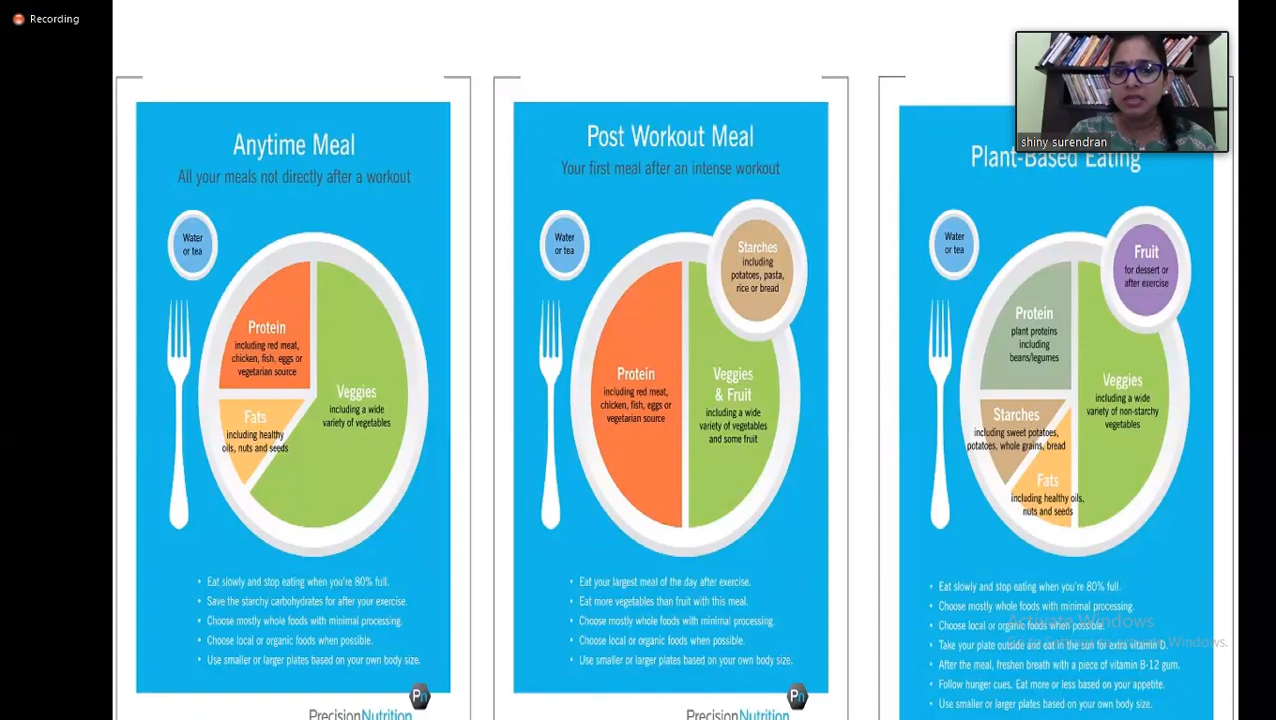 Recording
shiny surendran
Anytime Meal
All your meals not directly after a workout
Water
or tea
Protein
including red meat,
chicken, fish, eggs or
vegetarian source
Fats
including healthy
oils, nuts and seeds
Veggies
including a wide
variety of vegetables
• Eat slowly and stop eating when you're 80% full.
• Save the starchy carbohydrates for after your exercise.
• Choose mostly whole foods with minimal processing.
• Choose local or organic foods when possible.
• Use smaller or larger plates based on your own body size.
Pn
PrecisionNutrition
Post Workout Meal
Your first meal after an intense workout
Water
or tea
Starches
including
potatoes, pasta,
rice or bread
Protein
including red meat,
chicken, fish, eggs or
vegetarian source
Veggies
& Fruit
including a wide
variety of vegetables
and some fruit
• Eat your largest meal of the day after exercise.
• Eat more vegetables than fruit with this meal.
• Choose mostly whole foods with minimal processing.
• Choose local or organic foods when possible.
• Use smaller or larger plates based on your own body size.
Pn
PrecisionNutrition
Plant-Based Eating
Water
or tea
Fruit
for dessert or
after exercise
Protein
plant proteins
including
beans/legumes
Starches
including sweet potatoes,
potatoes, whole grains, bread
Fats
including healthy oils,
nuts and seeds
Veggies
including a wide
variety of non-starchy
vegetables
• Eat slowly and stop eating when you're 80% full.
• Choose mostly whole foods with minimal processing.
• Choose local or organic foods when possible.
• Take your plate outside and eat in the sun for extra vitamin D.
• After the meal, freshen breath with a piece of vitamin B-12 gum.
• Follow hunger cues. Eat more or less based on your appetite.
• Use smaller or larger plates based on your own body size.
Activate Windows
Go to Settings to activate Windows.